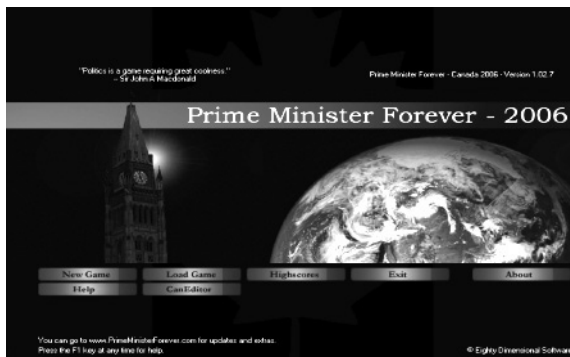 "Politics is a game requiring great coolness."
– Sir John A Macdonald
Prime Minister Forever - Canada 2006 - Version 1.02.7
Prime Minister Forever - 2006
New Game
Load Game
Highscores
Exit
About
Help
CanEditor
You can go to www.PrimeMinisterForever.com for updates and extras.
Press the F1 key at any time for help.
© Eighty Dimensional Software